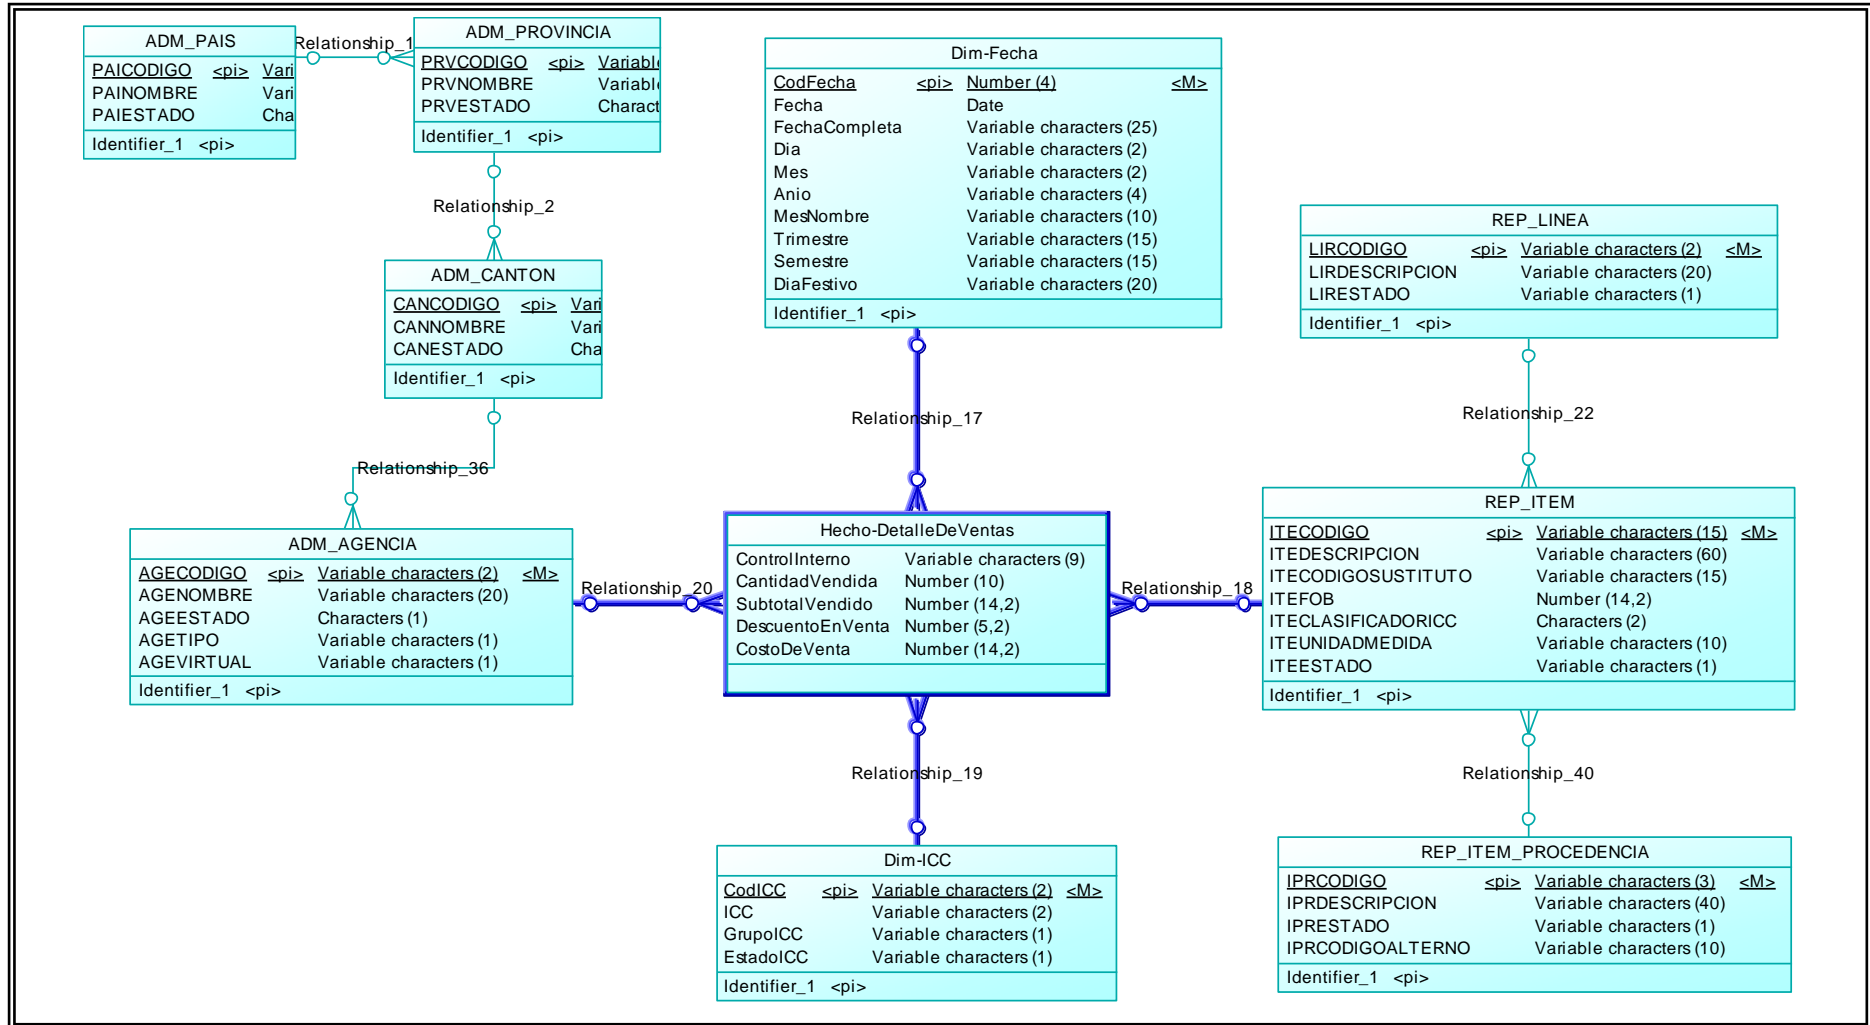 ADM_PAIS
PAICODIGO <pi> Vari
PAINOMBRE Vari
PAIESTADO Cha
Identifier_1 <pi>
Relationship_1
ADM_PROVINCIA
PRVCODIGO <pi> Variabl
PRVNOMBRE Variabl
PRVESTADO Charact
Identifier_1 <pi>
Relationship_2
ADM_CANTON
CANCODIGO <pi> Vari
CANNOMBRE Vari
CANESTADO Cha
Identifier_1 <pi>
Relationship_36
ADM_AGENCIA
AGECODIGO <pi> Variable characters (2) <M>
AGENOMBRE Variable characters (20)
AGEESTADO Characters (1)
AGETIPO Variable characters (1)
AGEVIRTUAL Variable characters (1)
Identifier_1 <pi>
Relationship_20
Dim-Fecha
CodFecha <pi> Number (4) <M>
Fecha Date
FechaCompleta Variable characters (25)
Dia Variable characters (2)
Mes Variable characters (2)
Anio Variable characters (4)
MesNombre Variable characters (10)
Trimestre Variable characters (15)
Semestre Variable characters (15)
DiaFestivo Variable characters (20)
Identifier_1 <pi>
Relationship_17
Hecho-DetalleDeVentas
ControlInterno Variable characters (9)
CantidadVendida Number (10)
SubtotalVendido Number (14,2)
DescuentoEnVenta Number (5,2)
CostoDeVenta Number (14,2)
Relationship_19
Dim-ICC
CodICC <pi> Variable characters (2) <M>
ICC Variable characters (2)
GrupoICC Variable characters (1)
EstadoICC Variable characters (1)
Identifier_1 <pi>
Relationship_18
REP_LINEA
LIRCODIGO <pi> Variable characters (2) <M>
LIRDESCRIPCION Variable characters (20)
LIRESTADO Variable characters (1)
Identifier_1 <pi>
Relationship_22
REP_ITEM
ITECODIGO <pi> Variable characters (15) <M>
ITEDESCRIPCION Variable characters (60)
ITECODIGOSUSTITUTO Variable characters (15)
ITEFOB Number (14,2)
ITECLASIFICADORICC Characters (2)
ITEUNIDADMEDIDA Variable characters (10)
ITEESTADO Variable characters (1)
Identifier_1 <pi>
Relationship_40
REP_ITEM_PROCEDENCIA
IPRCODIGO <pi> Variable characters (3) <M>
IPRDESCRIPCION Variable characters (40)
IPRESTADO Variable characters (1)
IPRCODIGOALTERNO Variable characters (10)
Identifier_1 <pi>